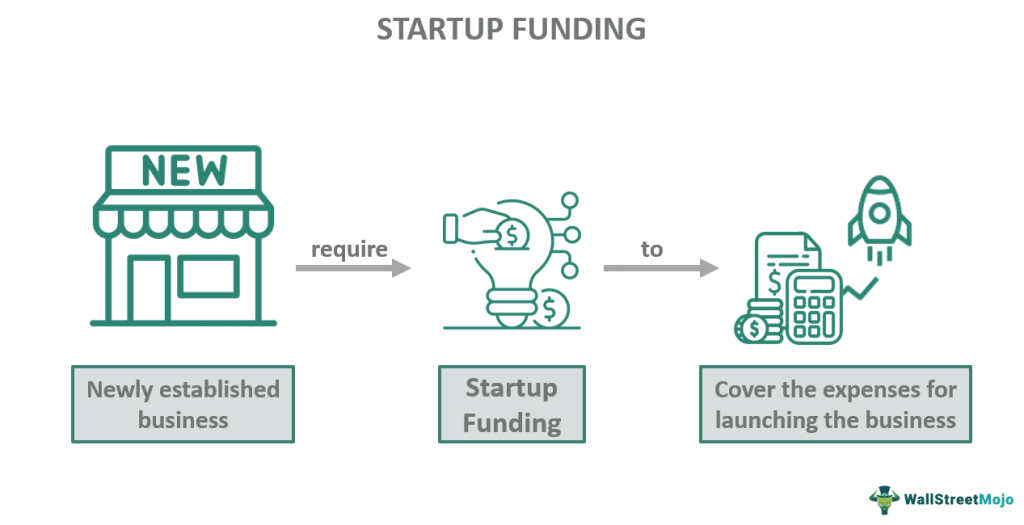 STARTUP FUNDING
NEW
require
$
$
to
$
$
Newly established
business
Startup
Funding
Cover the expenses for
launching the business
WallStreetMojo